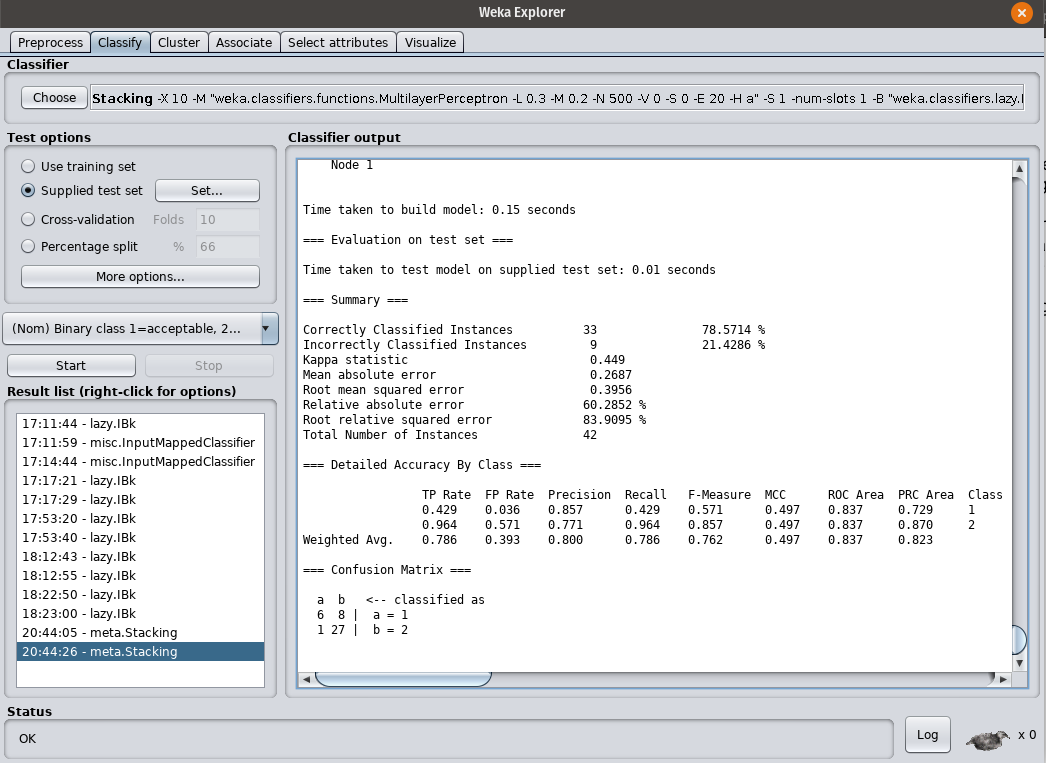 Weka Explorer
Preprocess Classify Cluster Associate Select attributes Visualize
Classifier
Choose Stacking -X 10 -M "weka.classifiers.functions.MultilayerPerceptron -L 0.3 -M 0.2 -N 500 -V 0 -S 0 -E 20 -H a" -S 1 -num-slots 1 -B "weka.classifiers.lazy.I
Test options
Use training set
Supplied test set Set...
Cross-validation Folds 10
Percentage split % 66
More options...
(Nom) Binary class 1=acceptable, 2...
Start Stop
Result list (right-click for options)
17:11:44 - lazy.IBk
17:11:59 - misc.InputMappedClassifier
17:14:44 - misc.InputMappedClassifier
17:17:21 - lazy.IBk
17:17:29 - lazy.IBk
17:53:20 - lazy.IBk
17:53:40 - lazy.IBk
18:12:43 - lazy.IBk
18:12:55 - lazy.IBk
18:22:50 - lazy.IBk
18:23:00 - lazy.IBk
20:44:05 - meta.Stacking
20:44:26 - meta.Stacking
Classifier output
Node 1
Time taken to build model: 0.15 seconds
=== Evaluation on test set ===
Time taken to test model on supplied test set: 0.01 seconds
=== Summary ===
Correctly Classified Instances 33 78.5714 %
Incorrectly Classified Instances 9 21.4286 %
Kappa statistic 0.449
Mean absolute error 0.2687
Root mean squared error 0.3956
Relative absolute error 60.2852 %
Root relative squared error 83.9095 %
Total Number of Instances 42
=== Detailed Accuracy By Class ===
TP Rate FP Rate Precision Recall F-Measure MCC ROC Area PRC Area Class
0.429 0.036 0.857 0.429 0.571 0.497 0.837 0.729 1
0.964 0.571 0.771 0.964 0.857 0.497 0.837 0.870 2
Weighted Avg. 0.786 0.393 0.800 0.786 0.762 0.497 0.837 0.823
=== Confusion Matrix ===
a b <-- classified as
6 8 | a = 1
1 27 | b = 2
Status
OK
Log
x 0